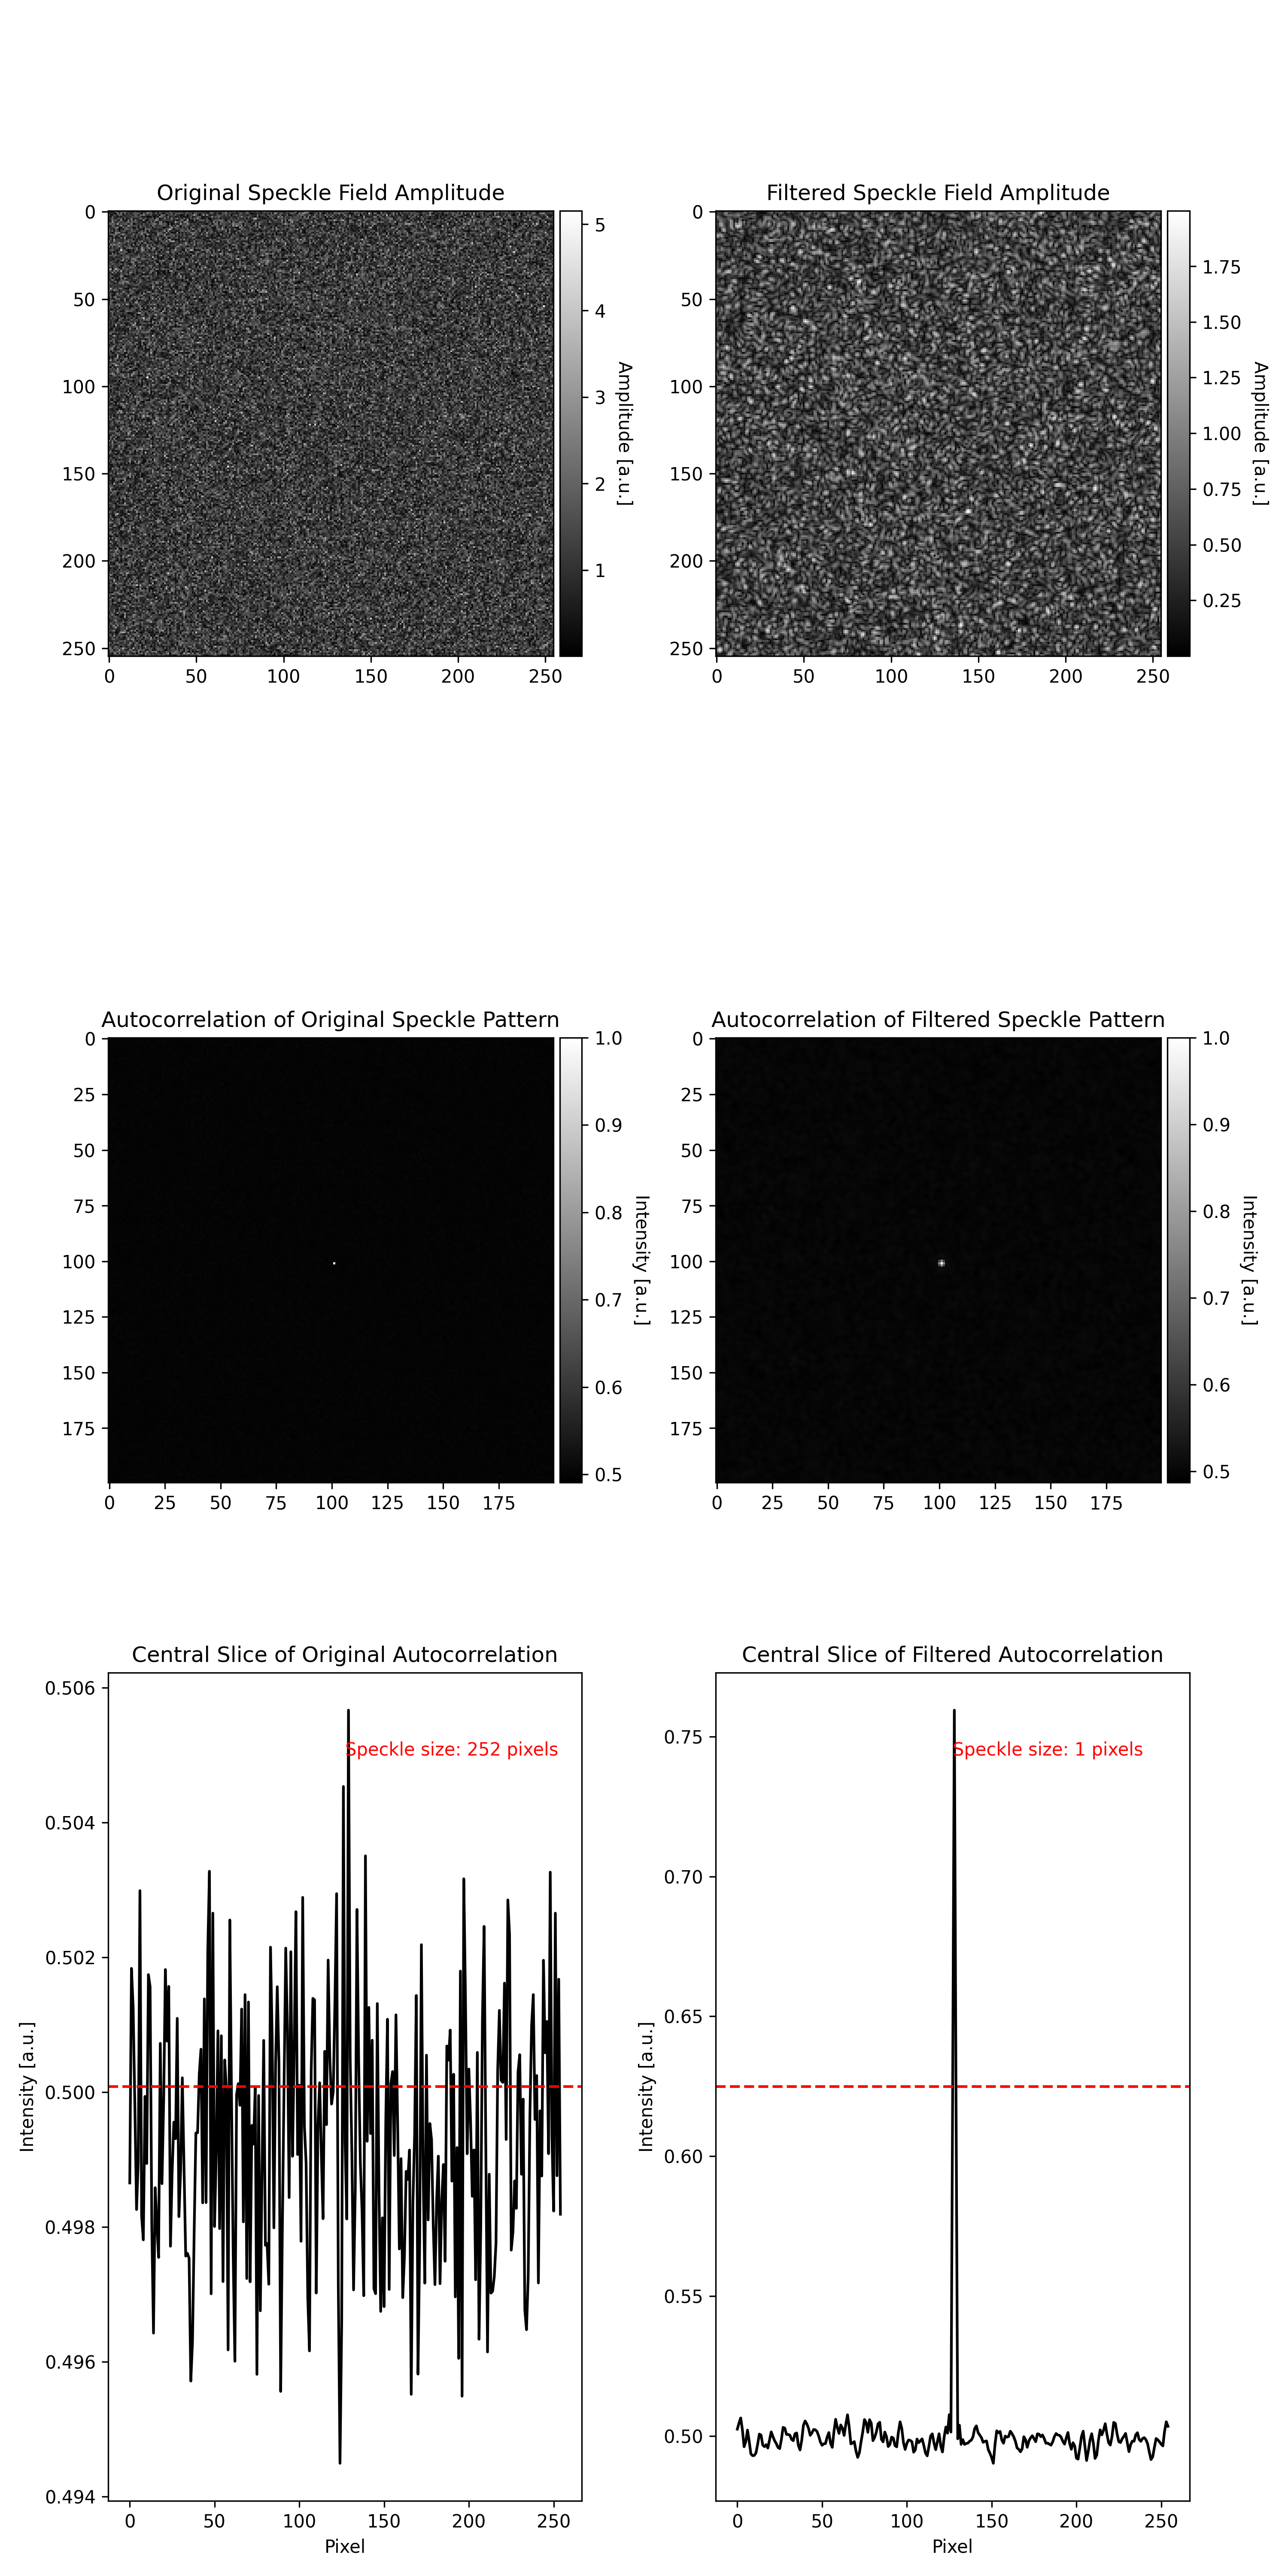 Original Speckle Field Amplitude
0
50
100
150
200
250
0 50 100 150 200 250
5
4
3
2
1
Amplitude [a.u.]
Filtered Speckle Field Amplitude
0
50
100
150
200
250
0 50 100 150 200 250
1.75
1.50
1.25
1.00
0.75
0.50
0.25
Amplitude [a.u.]
Autocorrelation of Original Speckle Pattern
0
25
50
75
100
125
150
175
0 25 50 75 100 125 150 175
1.0
0.9
0.8
0.7
0.6
0.5
Intensity [a.u.]
Autocorrelation of Filtered Speckle Pattern
0
25
50
75
100
125
150
175
0 25 50 75 100 125 150 175
1.0
0.9
0.8
0.7
0.6
0.5
Intensity [a.u.]
Central Slice of Original Autocorrelation
0.506
0.504
0.502
0.500
0.498
0.496
0.494
Intensity [a.u.]
Speckle size: 252 pixels
0 50 100 150 200 250
Pixel
Central Slice of Filtered Autocorrelation
0.75
0.70
0.65
0.60
0.55
0.50
Intensity [a.u.]
Speckle size: 1 pixels
0 50 100 150 200 250
Pixel